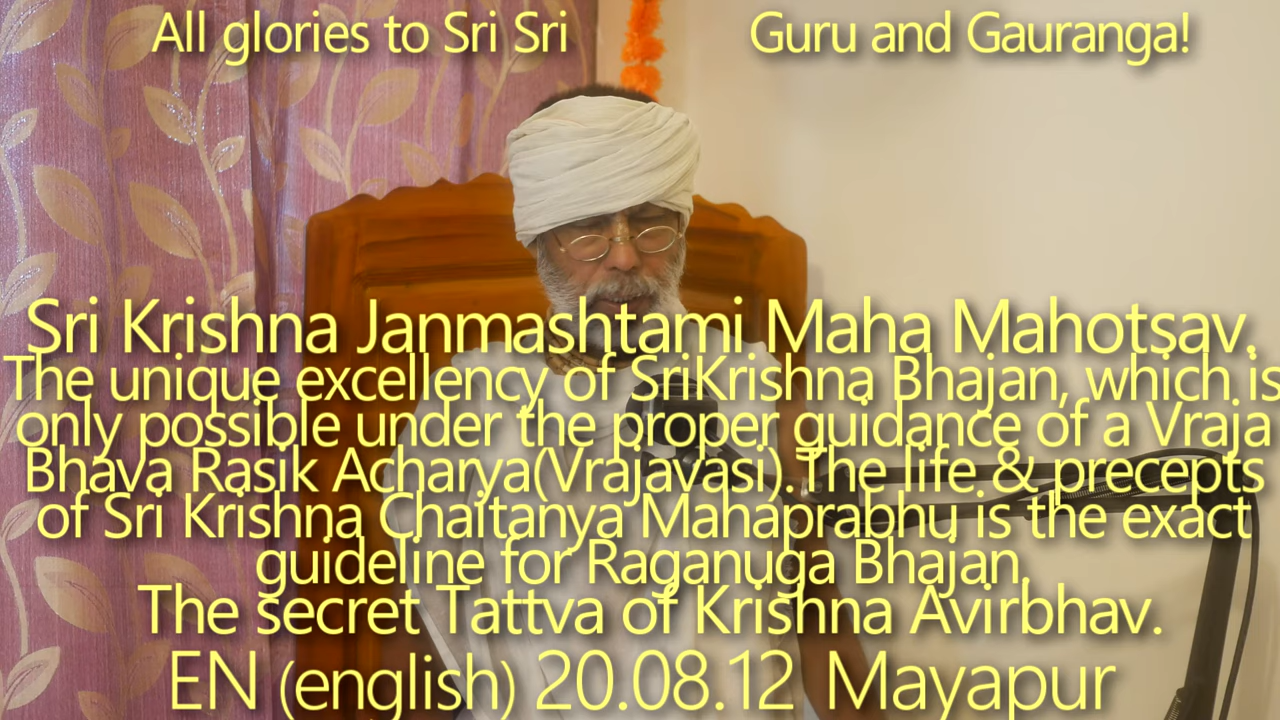 All glories to Sri Sri Guru and Gauranga!
Sri Krishna Janmashtami Maha Mahotsav.
The unique excellency of SriKrishna Bhajan, which is
only possible under the proper guidance of a Vraja
Bhava Rasik Acharya(Vrajavasi).The life & precepts
of Sri Krishna Chaitanya Mahaprabhu is the exact
guideline for Raganuga Bhajan.
The secret Tattva of Krishna Avirbhav.
EN (english) 20.08.12 Mayapur